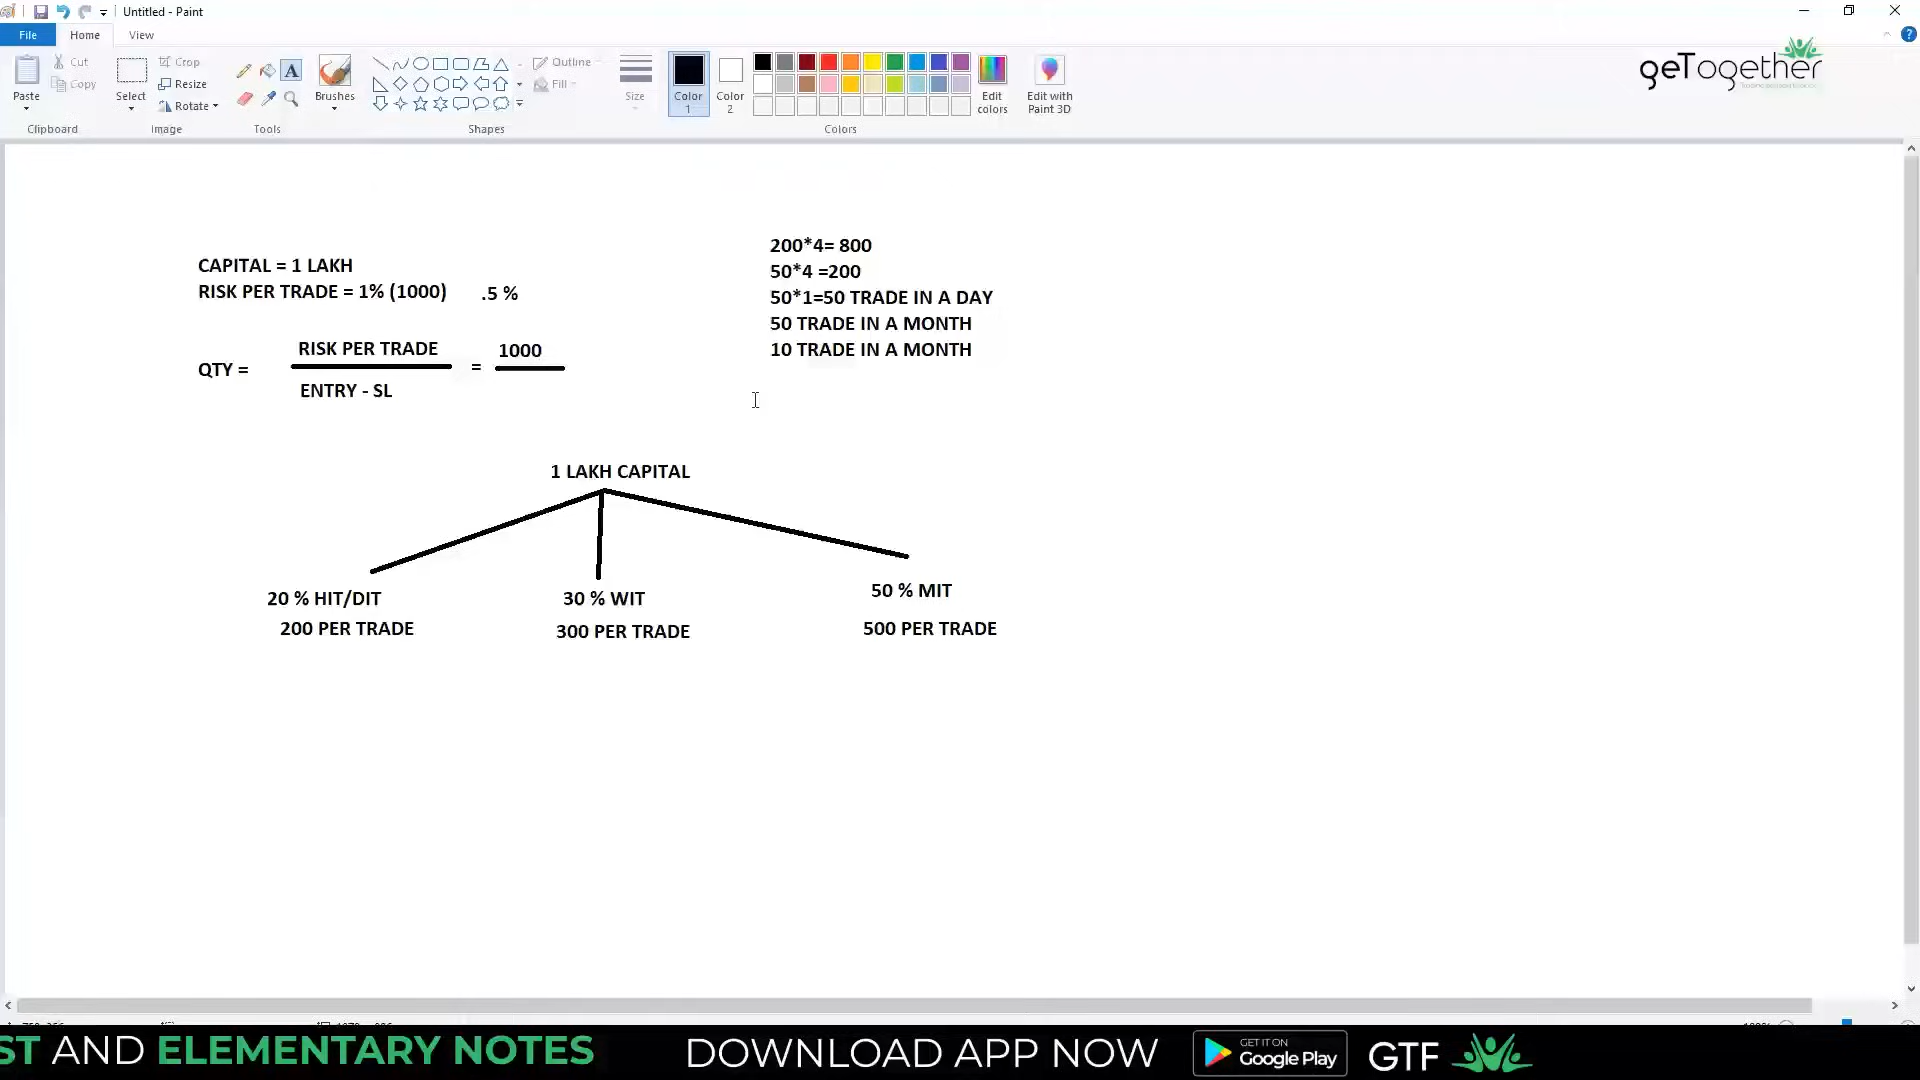 Untitled - Paint
File
Home
View
Paste
Cut
Copy
Clipboard
Select
Crop
Resize
Rotate
Image
A
Tools
Brushes
Shapes
Outline
Fill
Size
Color 1
Color 2
Colors
Edit colors
Edit with Paint 3D
geTogether
CAPITAL = 1 LAKH
RISK PER TRADE = 1% (1000) .5 %
QTY = RISK PER TRADE = 1000
ENTRY - SL
200*4= 800
50*4 =200
50*1=50 TRADE IN A DAY
50 TRADE IN A MONTH
10 TRADE IN A MONTH
1 LAKH CAPITAL
20 % HIT/DIT
200 PER TRADE
30 % WIT
300 PER TRADE
50 % MIT
500 PER TRADE
ST AND ELEMENTARY NOTES
DOWNLOAD APP NOW
GET IT ON
Google Play
GTF